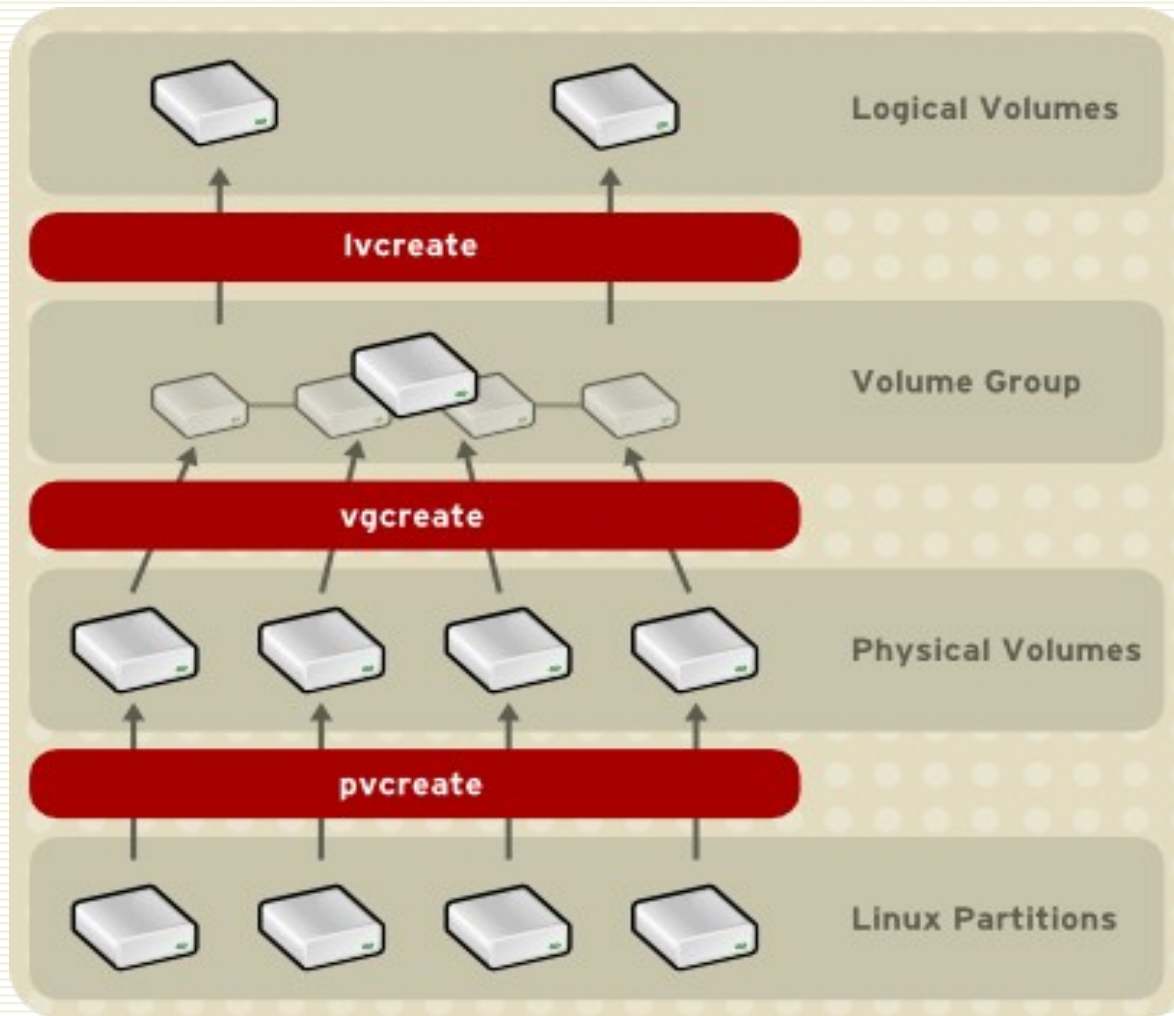 Logical Volumes
lvcreate
Volume Group
vgcreate
Physical Volumes
pvcreate
Linux Partitions